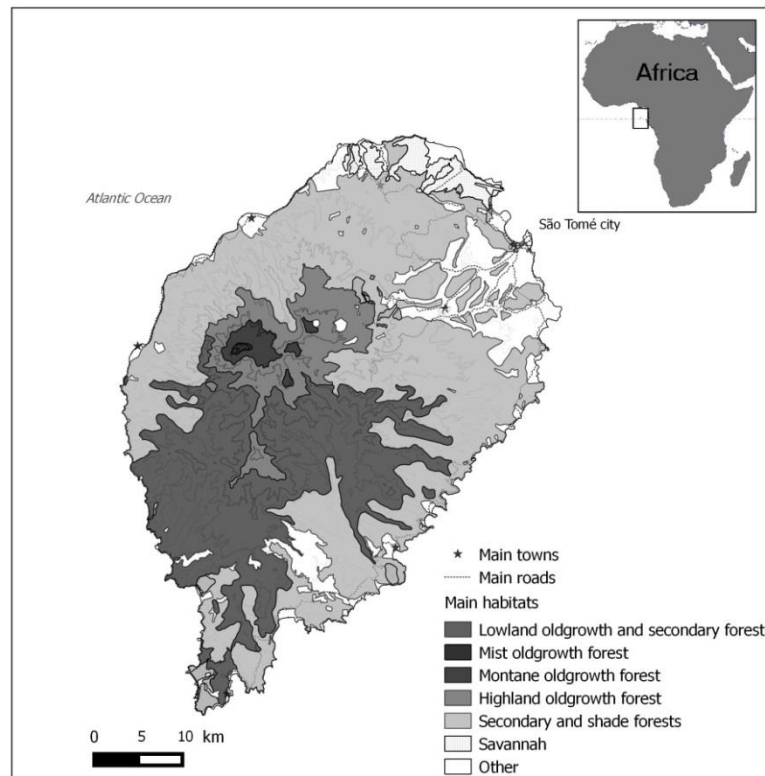 Africa
Atlantic Ocean
São Tomé city
Main towns
Main roads
Main habitats
Lowland oldgrowth and secondary forest
Mist oldgrowth forest
Montane oldgrowth forest
Highland oldgrowth forest
Secondary and shade forests
Savannah
Other
0 5 10 km